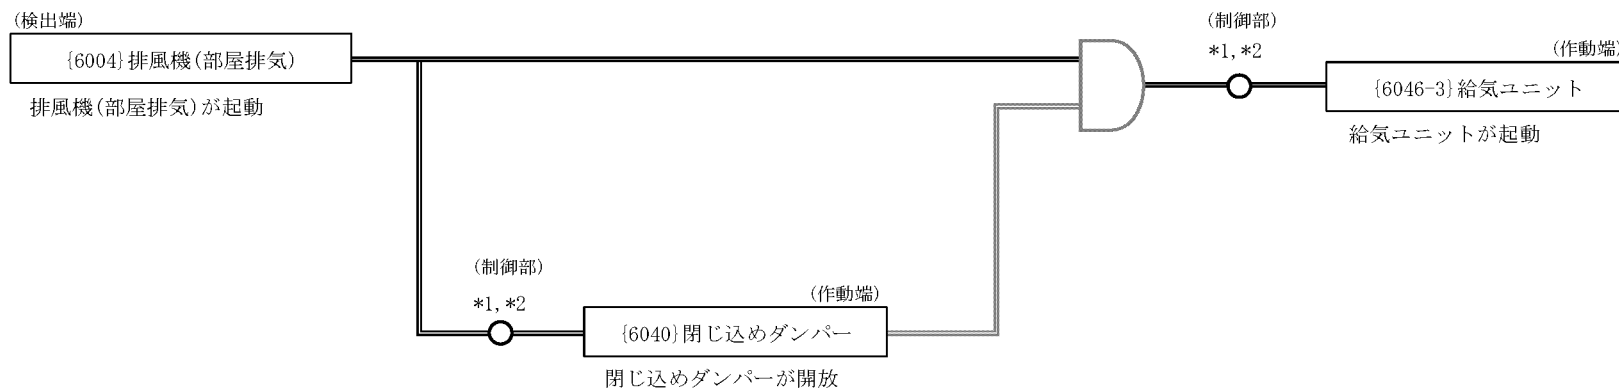 (検出端)
{6004}排風機(部屋排気)
排風機(部屋排気)が起動
(制御部)
*1,*2
(作動端)
{6046-3}給気ユニット
給気ユニットが起動
(制御部)
*1,*2
(作動端)
{6040}閉じ込めダンパー
閉じ込めダンパーが開放